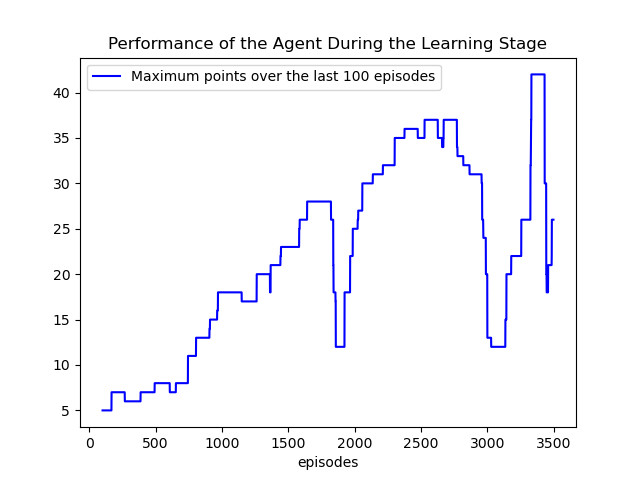 Performance of the Agent During the Learning Stage
Maximum points over the last 100 episodes
40
35
30
25
20
15
10
5
0 500 1000 1500 2000 2500 3000 3500
episodes